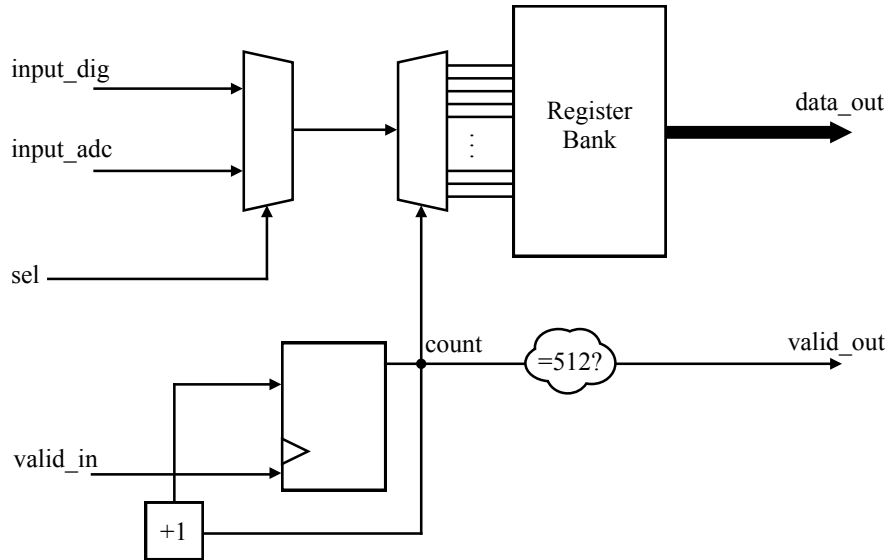 input_dig
input_adc
sel
Register
Bank
data_out
count
=512?
valid_out
valid_in
+1